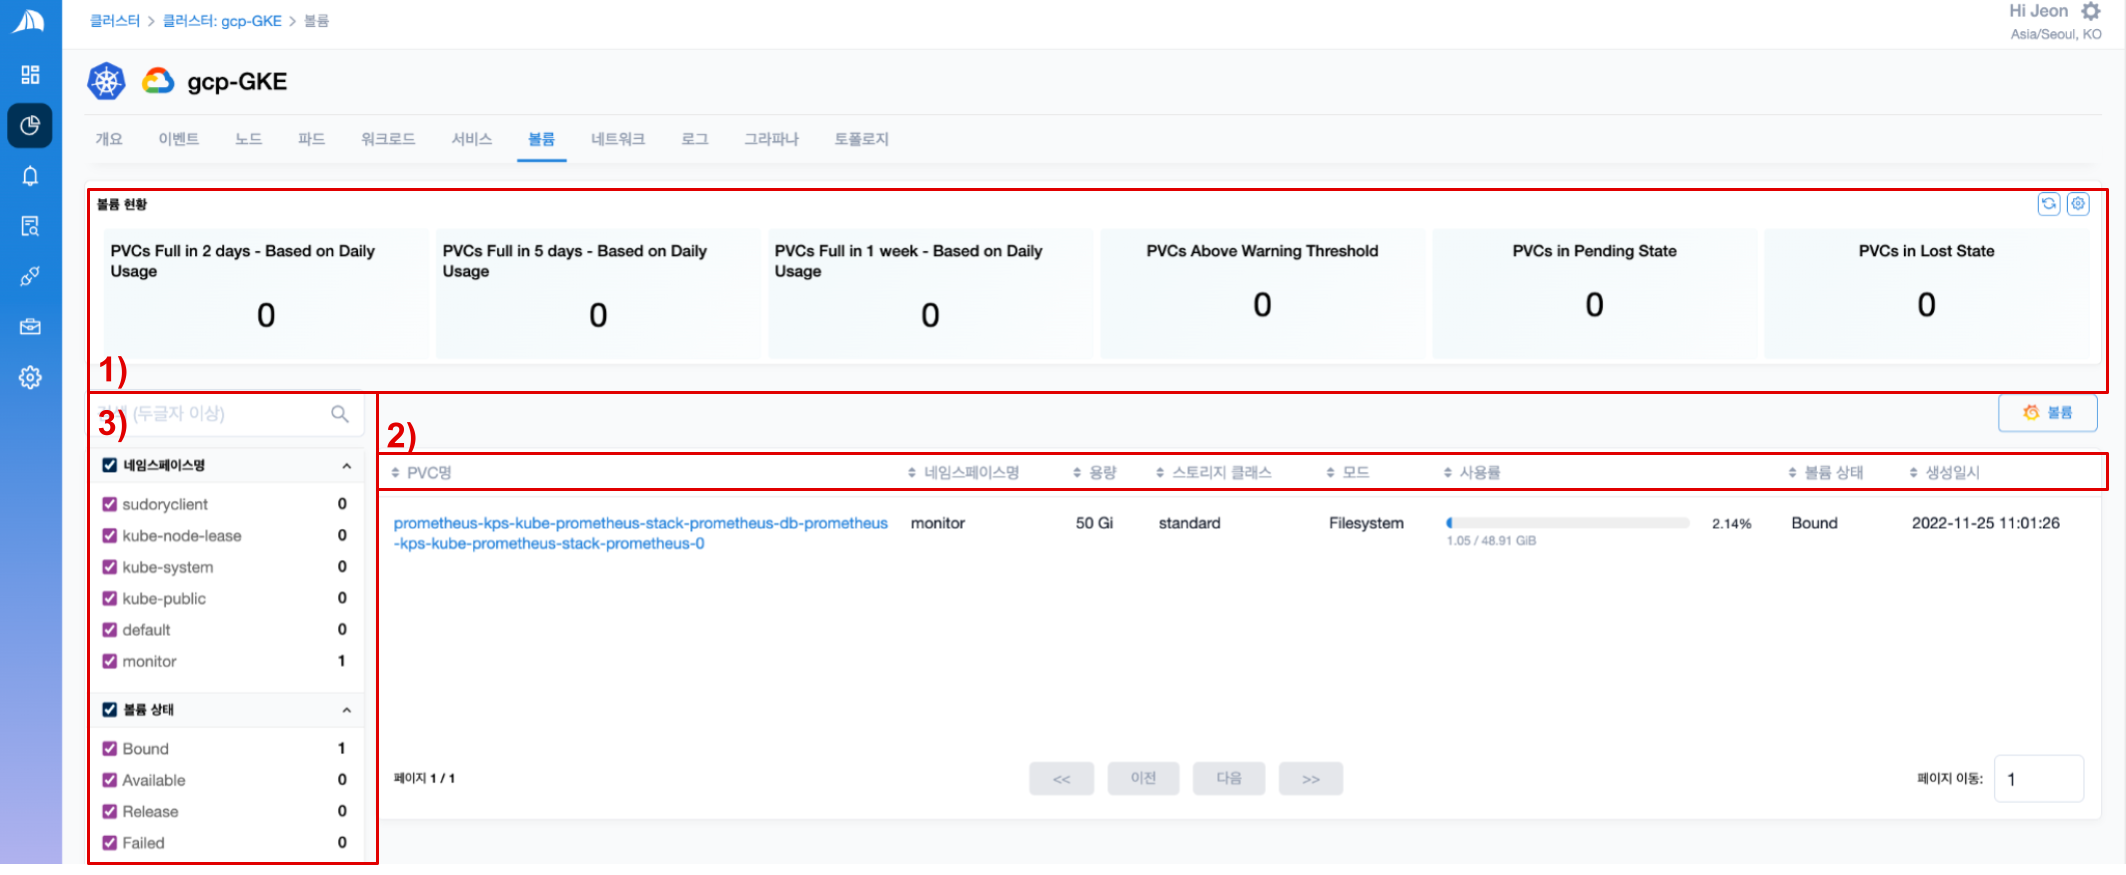 클러스터 > 클러스터: gcp-GKE > 볼륨
Hi Jeon
Asia/Seoul, KO
gcp-GKE
개요 이벤트 노드 파드 워크로드 서비스 볼륨 네트워크 로그 그라파나 토폴로지
볼륨 현황
PVCs Full in 2 days - Based on Daily
Usage
0
PVCs Full in 5 days - Based on Daily
Usage
0
PVCs Full in 1 week - Based on Daily
Usage
0
PVCs Above Warning Threshold
0
PVCs in Pending State
0
PVCs in Lost State
0
1)
3)
(두글자 이상)
네임스페이스명
sudoryclient 0
kube-node-lease 0
kube-system 0
kube-public 0
default 0
monitor 1
볼륨 상태
Bound 1
Available 0
Release 0
Failed 0
2)
볼륨
PVC명 네임스페이스명 용량 스토리지 클래스 모드 사용률 볼륨 상태 생성일시
prometheus-kps-kube-prometheus-stack-prometheus-db-prometheus
-kps-kube-prometheus-stack-prometheus-0
monitor 50 Gi standard Filesystem 2.14% Bound 2022-11-25 11:01:26
1.05 / 48.91 GiB
페이지 1 / 1
<< 이전 다음 >>
페이지 이동: 1